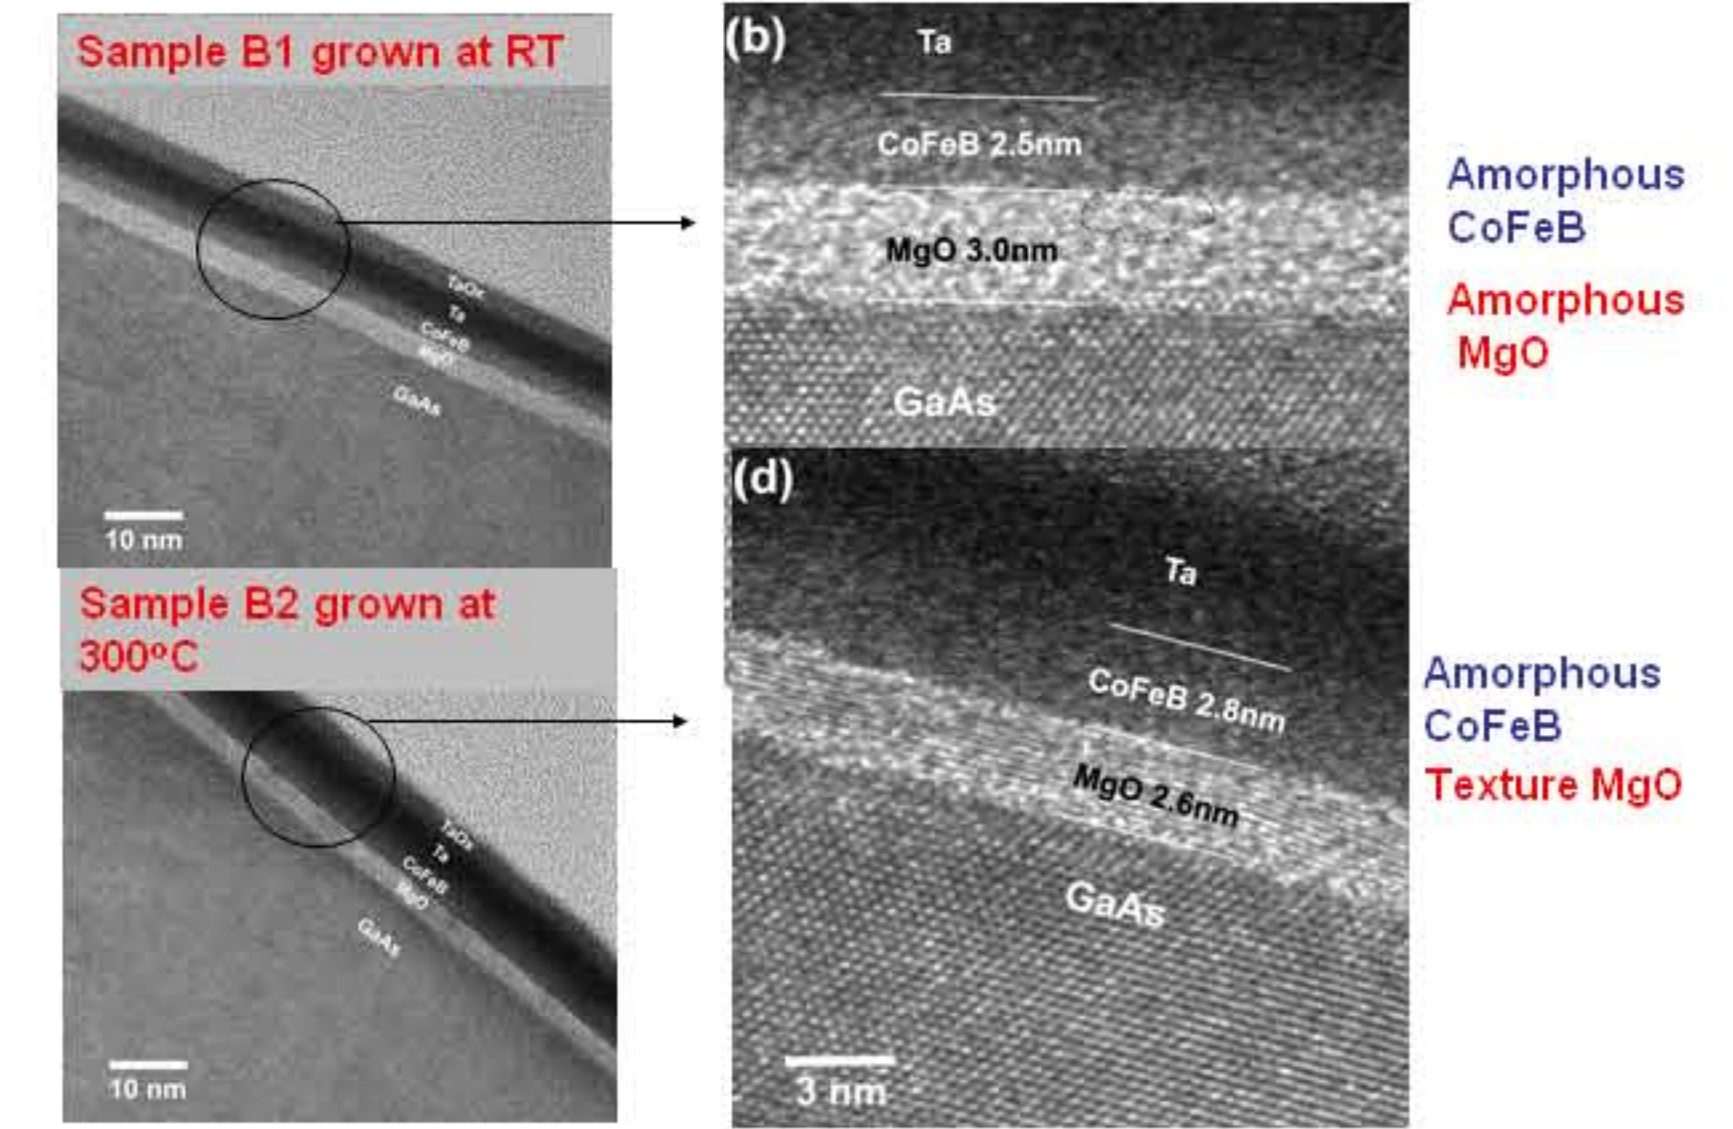 Sample B1 grown at RT
TaOx
Ta
CoFeB
MgO
GaAs
10 nm
(b)
Ta
CoFeB 2.5nm
MgO 3.0nm
GaAs
Amorphous
CoFeB
Amorphous
MgO
Sample B2 grown at
300°C
TaOx
Ta
CoFeB
MgO
GaAs
10 nm
(d)
Ta
CoFeB 2.8nm
MgO 2.6nm
GaAs
3 nm
Amorphous
CoFeB
Texture MgO